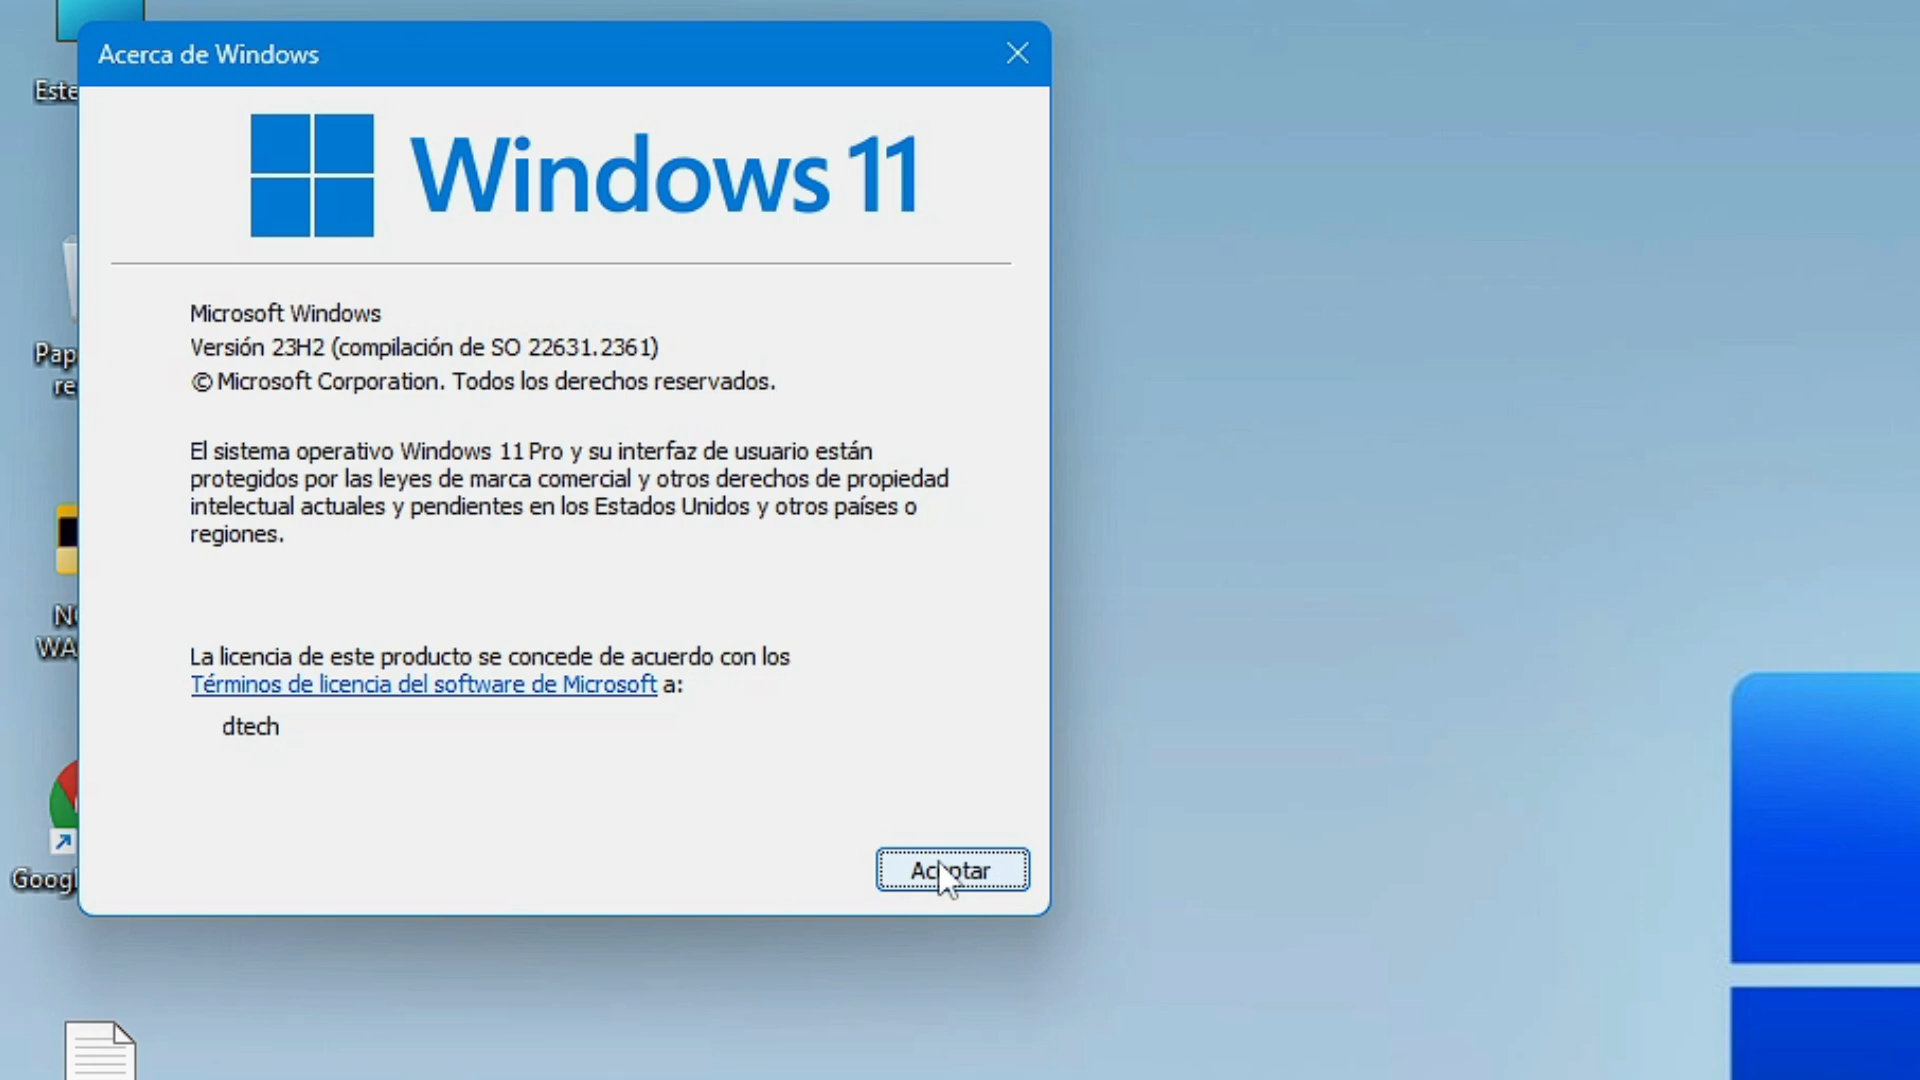 Acerca de Windows
Este
Windows 11
Microsoft Windows
Versión 23H2 (compilación de SO 22631.2361)
© Microsoft Corporation. Todos los derechos reservados.
El sistema operativo Windows 11 Pro y su interfaz de usuario están
protegidos por las leyes de marca comercial y otros derechos de propiedad
intelectual actuales y pendientes en los Estados Unidos y otros países o
regiones.
La licencia de este producto se concede de acuerdo con los
Términos de licencia del software de Microsoft a:
dtech
Aceptar